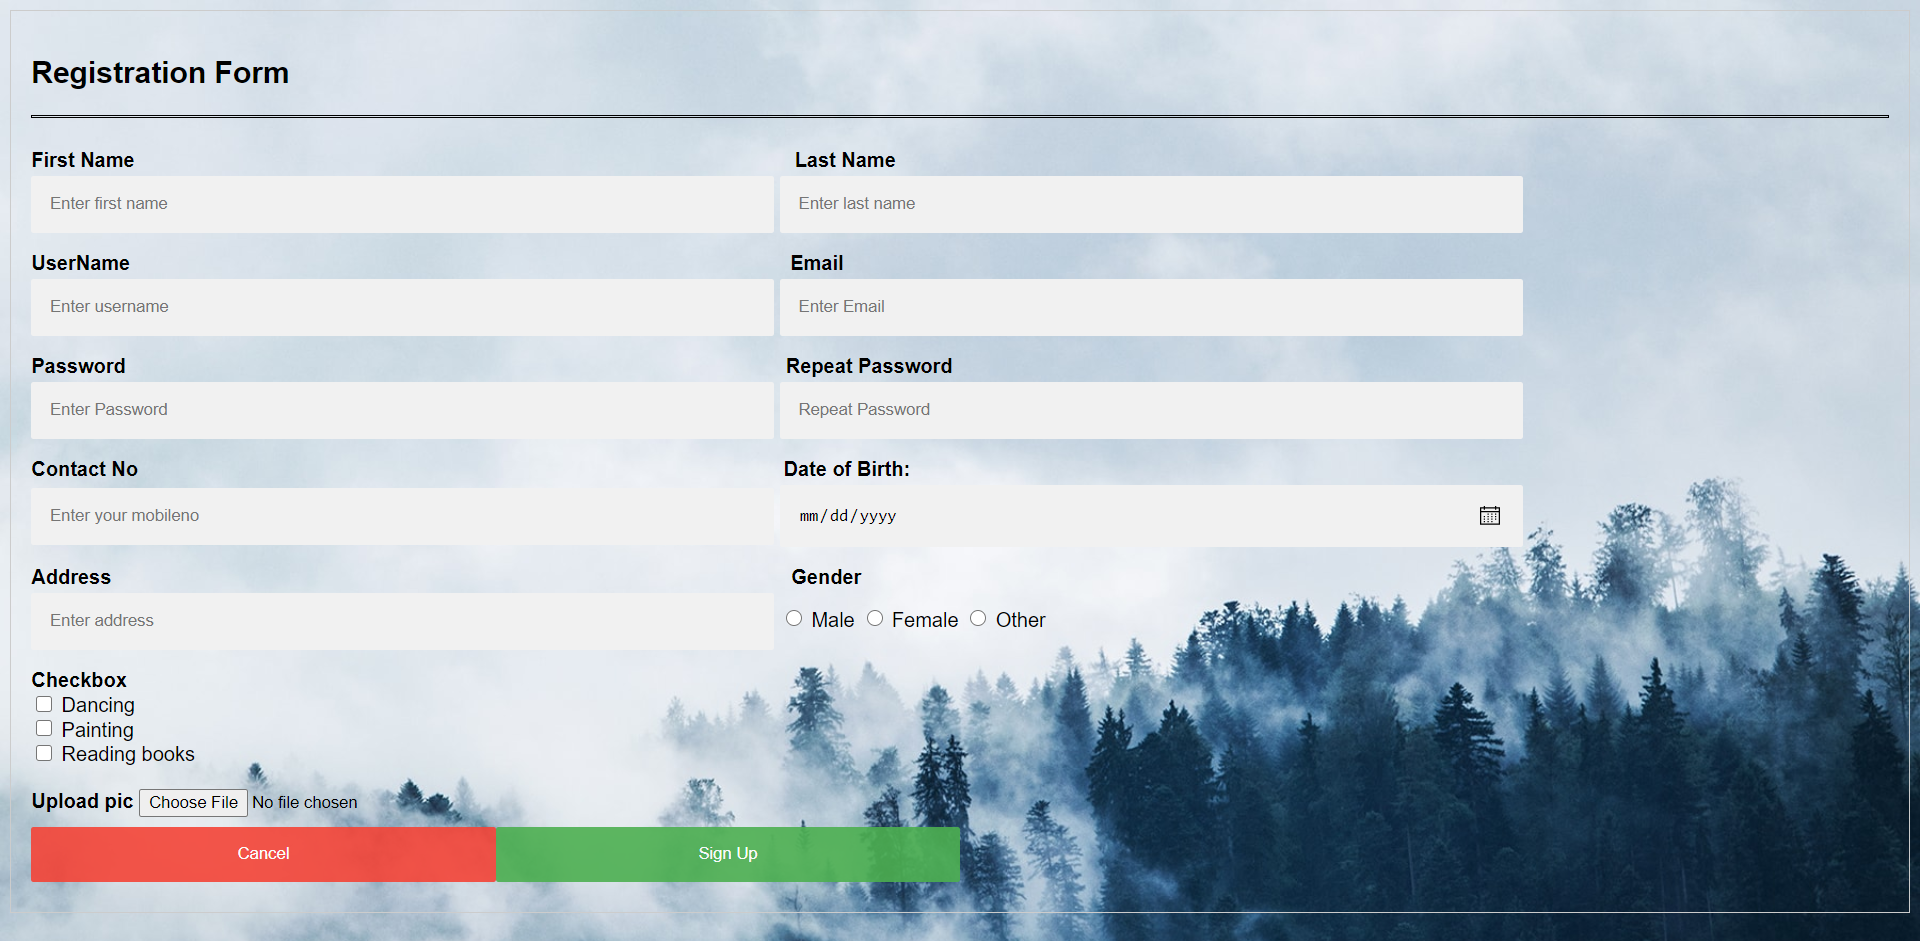 Registration Form
First Name Last Name
Enter first name Enter last name
UserName Email
Enter username Enter Email
Password Repeat Password
Enter Password Repeat Password
Contact No Date of Birth:
Enter your mobileno mm/dd/yyyy
Address Gender
Enter address Male Female Other
Checkbox
Dancing
Painting
Reading books
Upload pic Choose File No file chosen
Cancel Sign Up